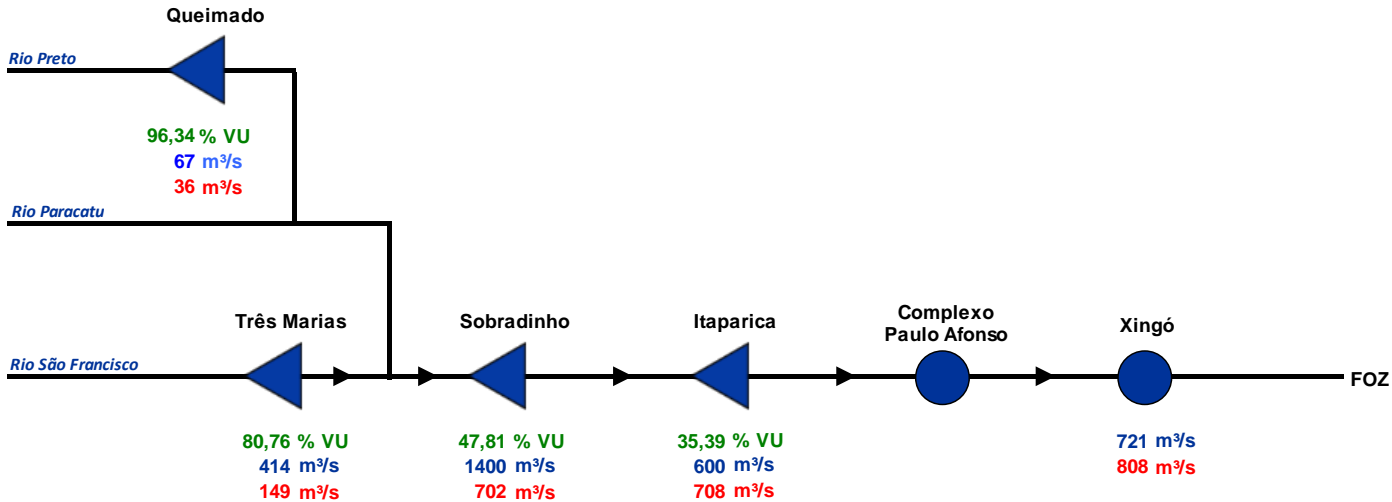 Queimado
Rio Preto
96,34 % VU
67 m³/s
36 m³/s
Rio Paracatu
Três Marias
Sobradinho
Itaparica
Complexo
Paulo Afonso
Xingó
Rio São Francisco
FOZ
80,76 % VU
414 m³/s
149 m³/s
47,81 % VU
1400 m³/s
702 m³/s
35,39 % VU
600 m³/s
708 m³/s
721 m³/s
808 m³/s